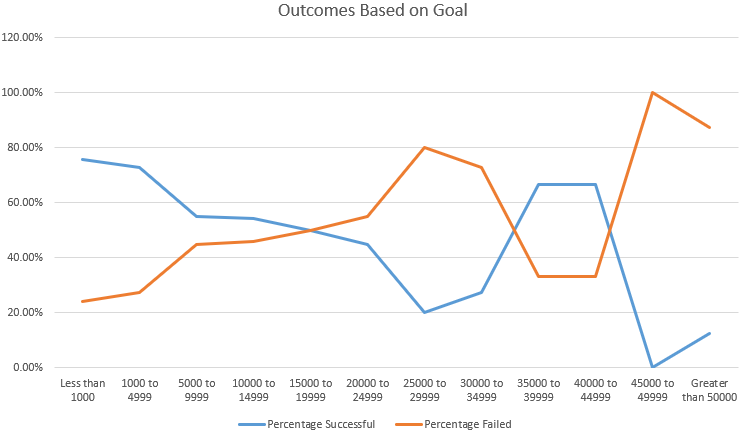 Outcomes Based on Goal
120.00%
100.00%
80.00%
60.00%
40.00%
20.00%
0.00%
Less than 1000 to 5000 to 10000 to 15000 to 20000 to 25000 to 30000 to 35000 to 40000 to 45000 to Greater
1000 4999 9999 14999 19999 24999 29999 34999 39999 44999 49999 than 50000
Percentage Successful Percentage Failed